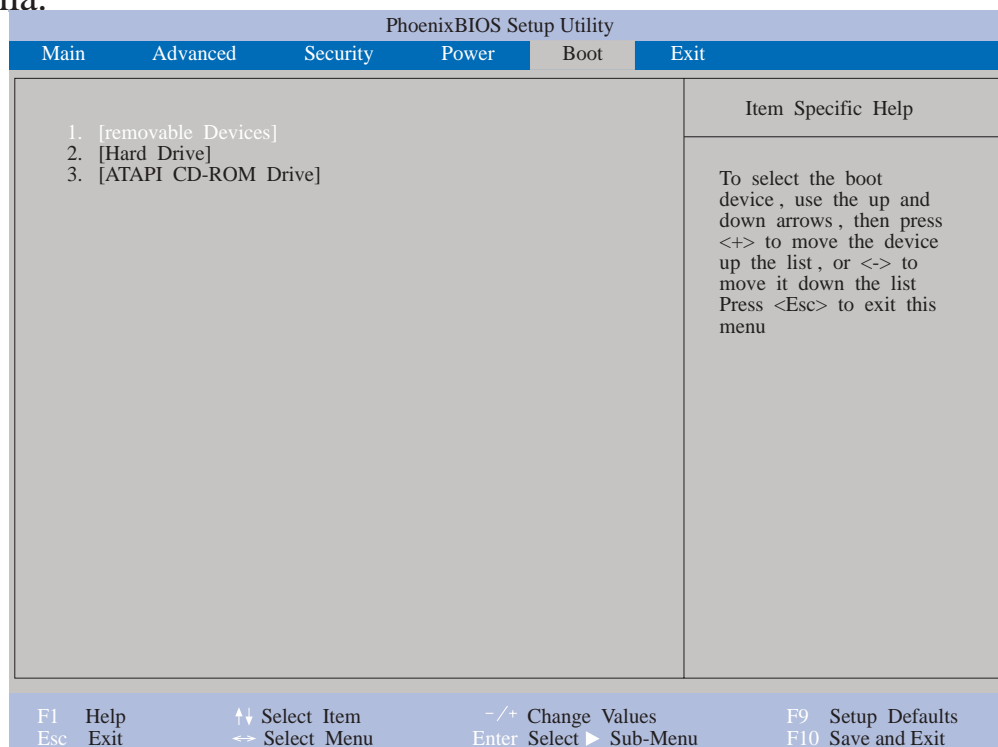 PhoenixBIOS Setup Utility
Main Advanced Security Power Boot Exit
1. [removable Devices]
2. [Hard Drive]
3. [ATAPI CD-ROM Drive]
Item Specific Help
To select the boot
device , use the up and
down arrows , then press
<+> to move the device
up the list , or <-> to
move it down the list
Press <Esc> to exit this
menu
F1 Help Select Item -/+ Change Values F9 Setup Defaults
Esc Exit Select Menu Enter Select Sub-Menu F10 Save and Exit